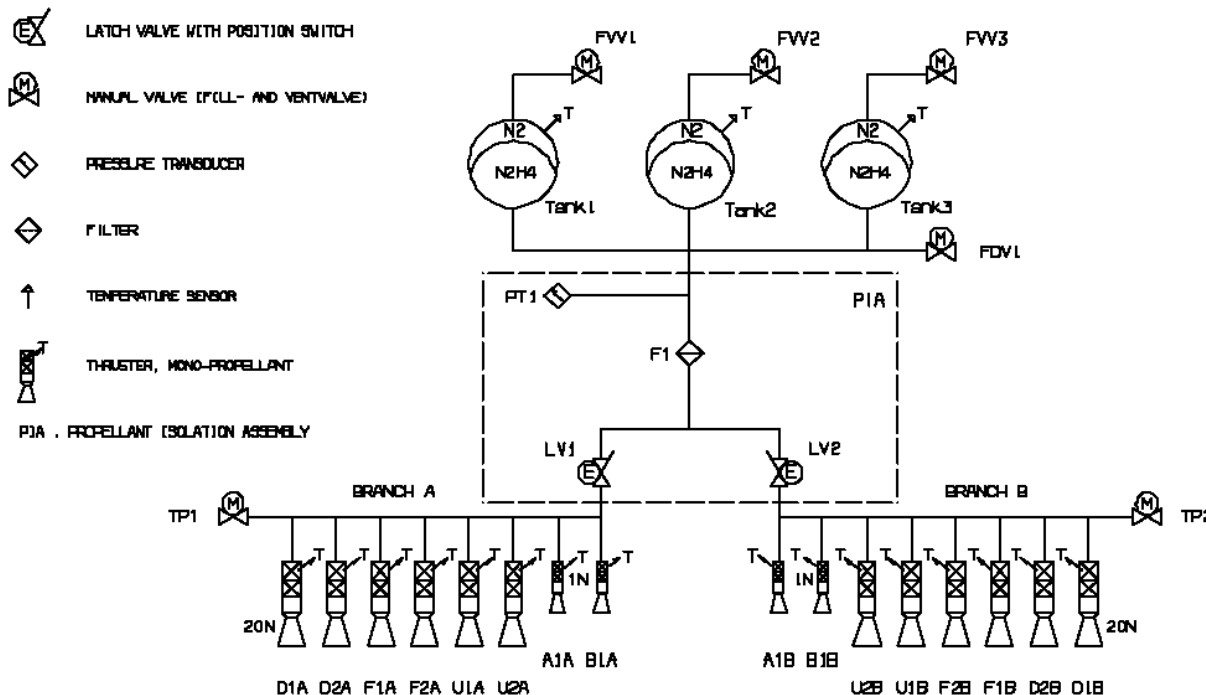 LATCH VALVE WITH POSITION SWITCH
MANUAL VALVE (FILL- AND VENTVALVE)
PRESSURE TRANSDUCER
FILTER
TEMPERATURE SENSOR
T
THRUSTER, MONO-PROPELLANT
PIA . PROPELLANT ISOLATION ASSEMBLY
FVV1 FVV2 FVV3
M M M
T T T
N2 N2 N2
N2H4 N2H4 N2H4
Tank1 Tank2 Tank3
M
FDV1
PT1
PIA
F1
LV1 LV2
E E
BRANCH A BRANCH B
M M
TP1 TP2
T T T T T T T T
T T T T T T T T
1N 1N
20N 20N
A1A B1A A1B B1B
D1A D2A F1A F2A U1A U2A U2B U1B F2B F1B D2B D1B
E
M